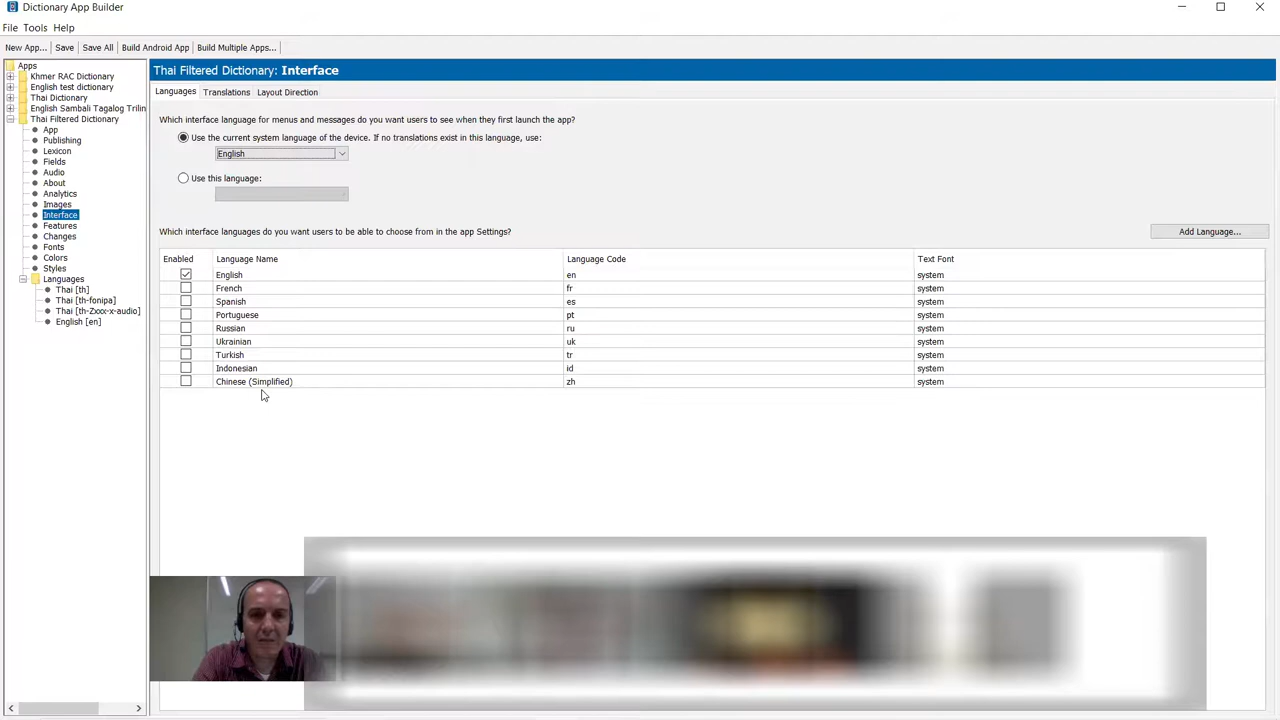 Dictionary App Builder
File Tools Help
New App... Save Save All Build Android App Build Multiple Apps...
Apps
Khmer RAC Dictionary
English test dictionary
Thai Dictionary
English Sambali Tagalog Trilin
Thai Filtered Dictionary
App
Publishing
Lexicon
Fields
Audio
About
Analytics
Images
Interface
Features
Changes
Fonts
Colors
Styles
Languages
Thai [th]
Thai [th-fonipa]
Thai [th-Zxxx-x-audio]
English [en]
Thai Filtered Dictionary: Interface
Languages Translations Layout Direction
Which interface language for menus and messages do you want users to see when they first launch the app?
Use the current system language of the device. If no translations exist in this language, use:
English
Use this language:
Which interface languages do you want users to be able to choose from in the app Settings?
Add Language...
Enabled Language Name Language Code Text Font
English en system
French fr system
Spanish es system
Portuguese pt system
Russian ru system
Ukrainian uk system
Turkish tr system
Indonesian id system
Chinese (Simplified) zh system